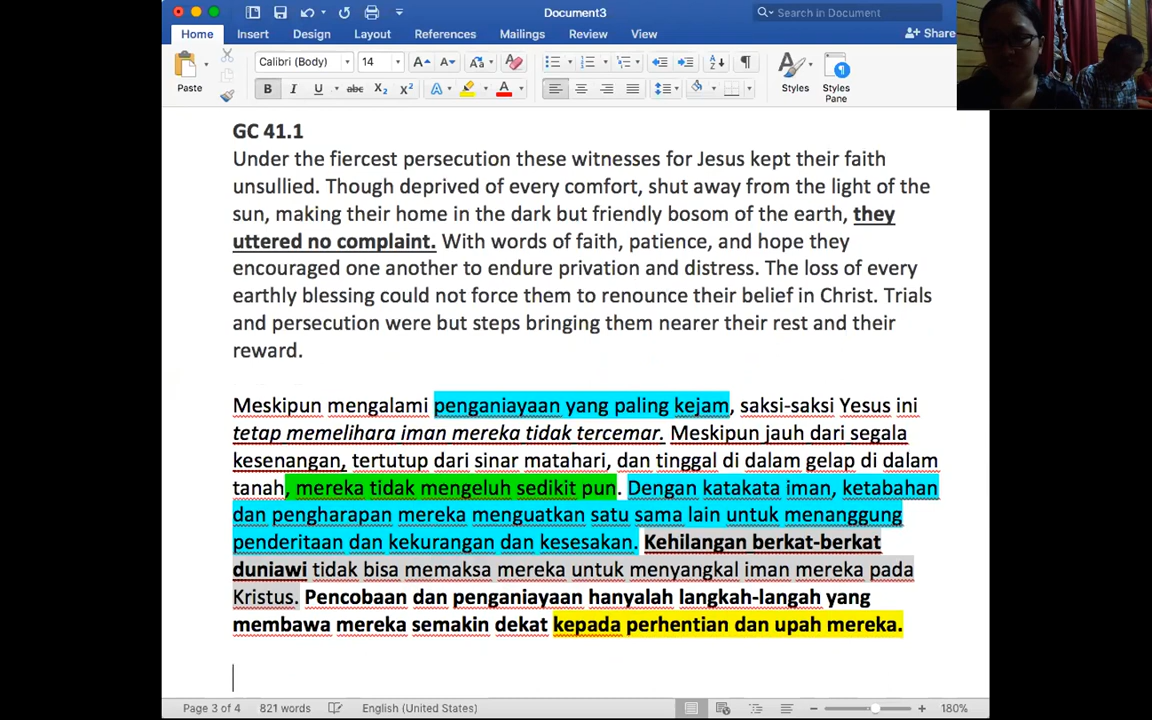 Document3
Search in Document
Home Insert Design Layout References Mailings Review View Share
Calibri (Body) 14
Paste Styles Styles Pane
B I U abc X2 X2 A A
GC 41.1
Under the fiercest persecution these witnesses for Jesus kept their faith
unsullied. Though deprived of every comfort, shut away from the light of the
sun, making their home in the dark but friendly bosom of the earth, they
uttered no complaint. With words of faith, patience, and hope they
encouraged one another to endure privation and distress. The loss of every
earthly blessing could not force them to renounce their belief in Christ. Trials
and persecution were but steps bringing them nearer their rest and their
reward.
Meskipun mengalami penganiayaan yang paling kejam, saksi-saksi Yesus ini
tetap memelihara iman mereka tidak tercemar. Meskipun jauh dari segala
kesenangan, tertutup dari sinar matahari, dan tinggal di dalam gelap di dalam
tanah, mereka tidak mengeluh sedikit pun. Dengan katakata iman, ketabahan
dan pengharapan mereka menguatkan satu sama lain untuk menanggung
penderitaan dan kekurangan dan kesesakan. Kehilangan berkat-berkat
duniawi tidak bisa memaksa mereka untuk menyangkal iman mereka pada
Kristus. Pencobaan dan penganiayaan hanyalah langkah-langah yang
membawa mereka semakin dekat kepada perhentian dan upah mereka.
Page 3 of 4 821 words English (United States) 180%